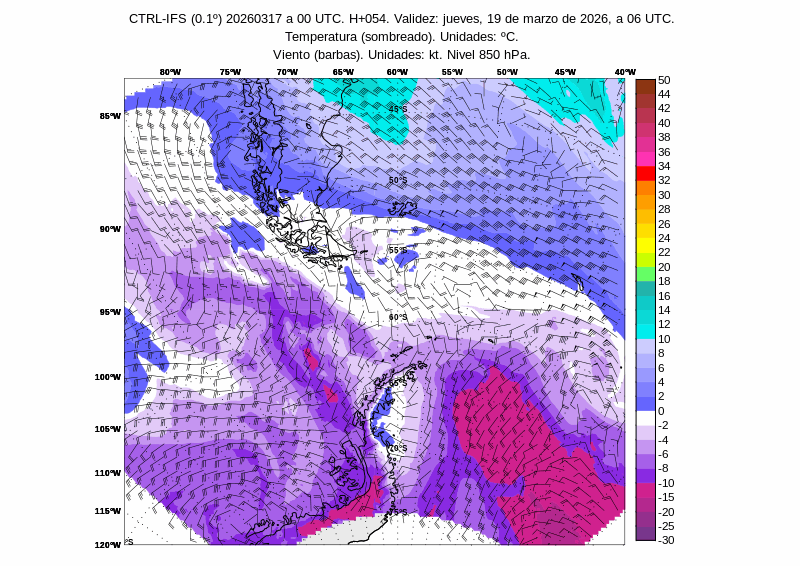 CTRL-IFS (0.1º) 20260317 a 00 UTC. H+054. Validez: jueves, 19 de marzo de 2026, a 06 UTC.
Temperatura (sombreado). Unidades: ºC.
Viento (barbas). Unidades: kt. Nivel 850 hPa.
80°W 75°W 70°W 65°W 60°W 55°W 50°W 45°W 40°W
85°W
90°W
95°W
100°W
105°W
110°W
115°W
120°W
45°S
50°S
55°S
60°S
65°S
70°S
75°S
°S
50
44
42
40
38
36
34
32
30
28
26
24
22
20
18
16
14
12
10
8
6
4
2
0
-2
-4
-6
-8
-10
-15
-20
-25
-30